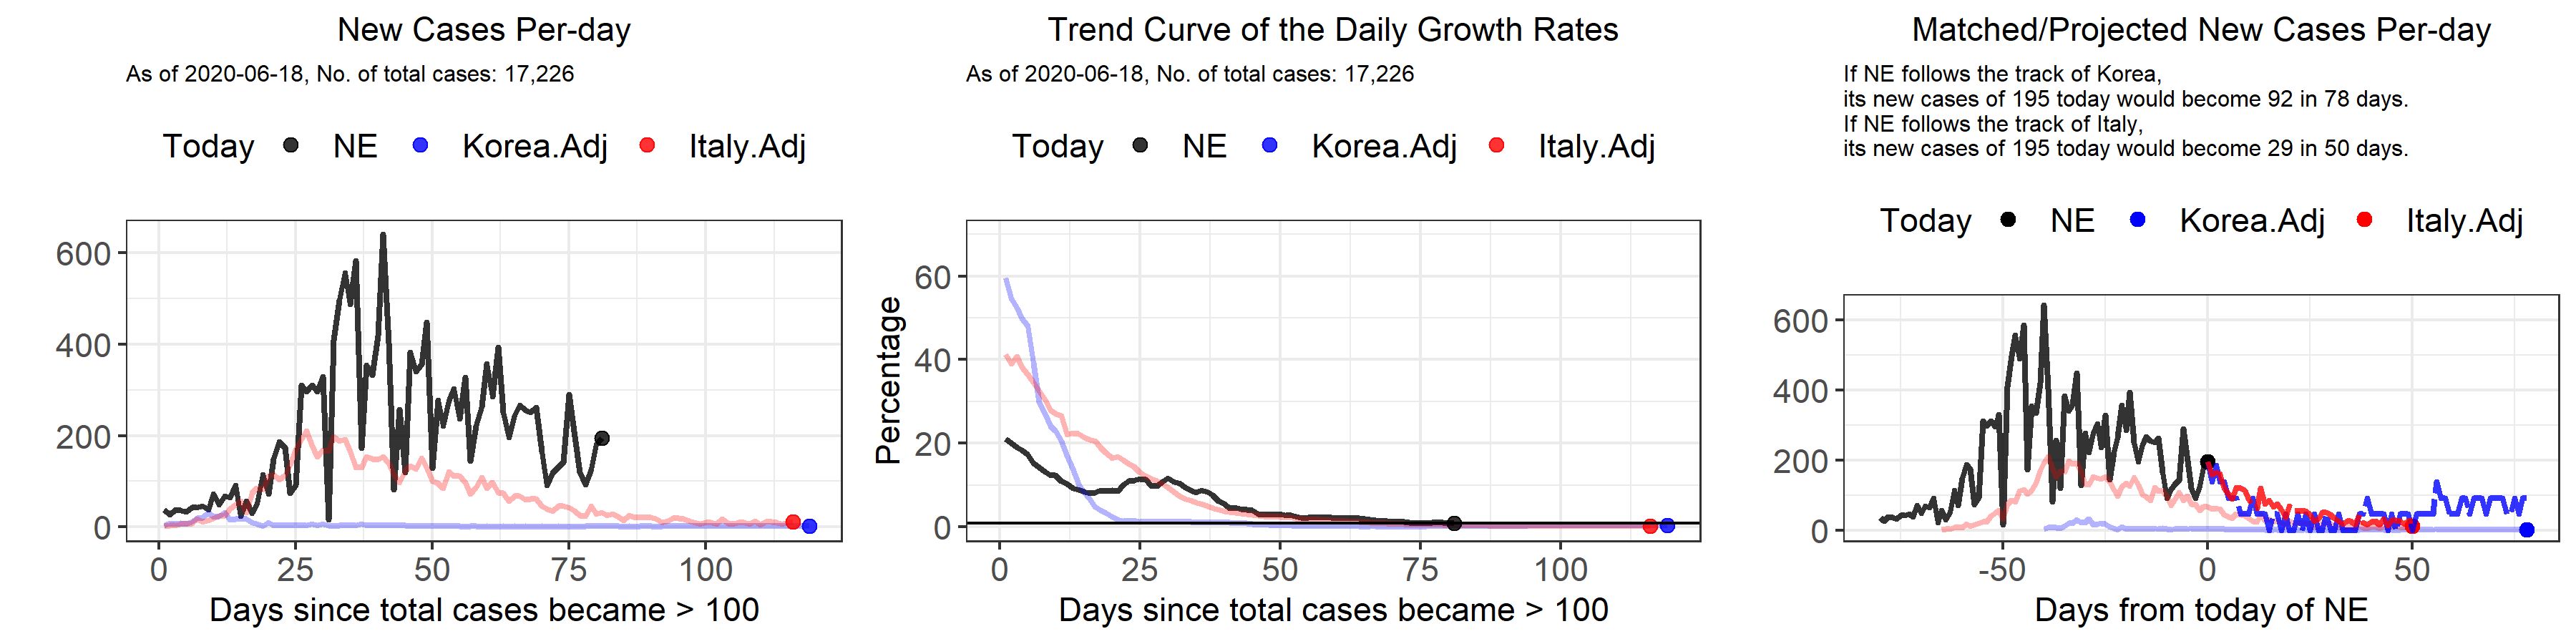 New Cases Per-day
As of 2020-06-18, No. of total cases: 17,226
Today NE Korea.Adj Italy.Adj
600
400
200
0
0 25 50 75 100
Days since total cases became > 100
Trend Curve of the Daily Growth Rates
As of 2020-06-18, No. of total cases: 17,226
Today NE Korea.Adj Italy.Adj
Percentage
60
40
20
0
0 25 50 75 100
Days since total cases became > 100
Matched/Projected New Cases Per-day
If NE follows the track of Korea,
its new cases of 195 today would become 92 in 78 days.
If NE follows the track of Italy,
its new cases of 195 today would become 29 in 50 days.
Today NE Korea.Adj Italy.Adj
600
400
200
0
-50 0 50
Days from today of NE